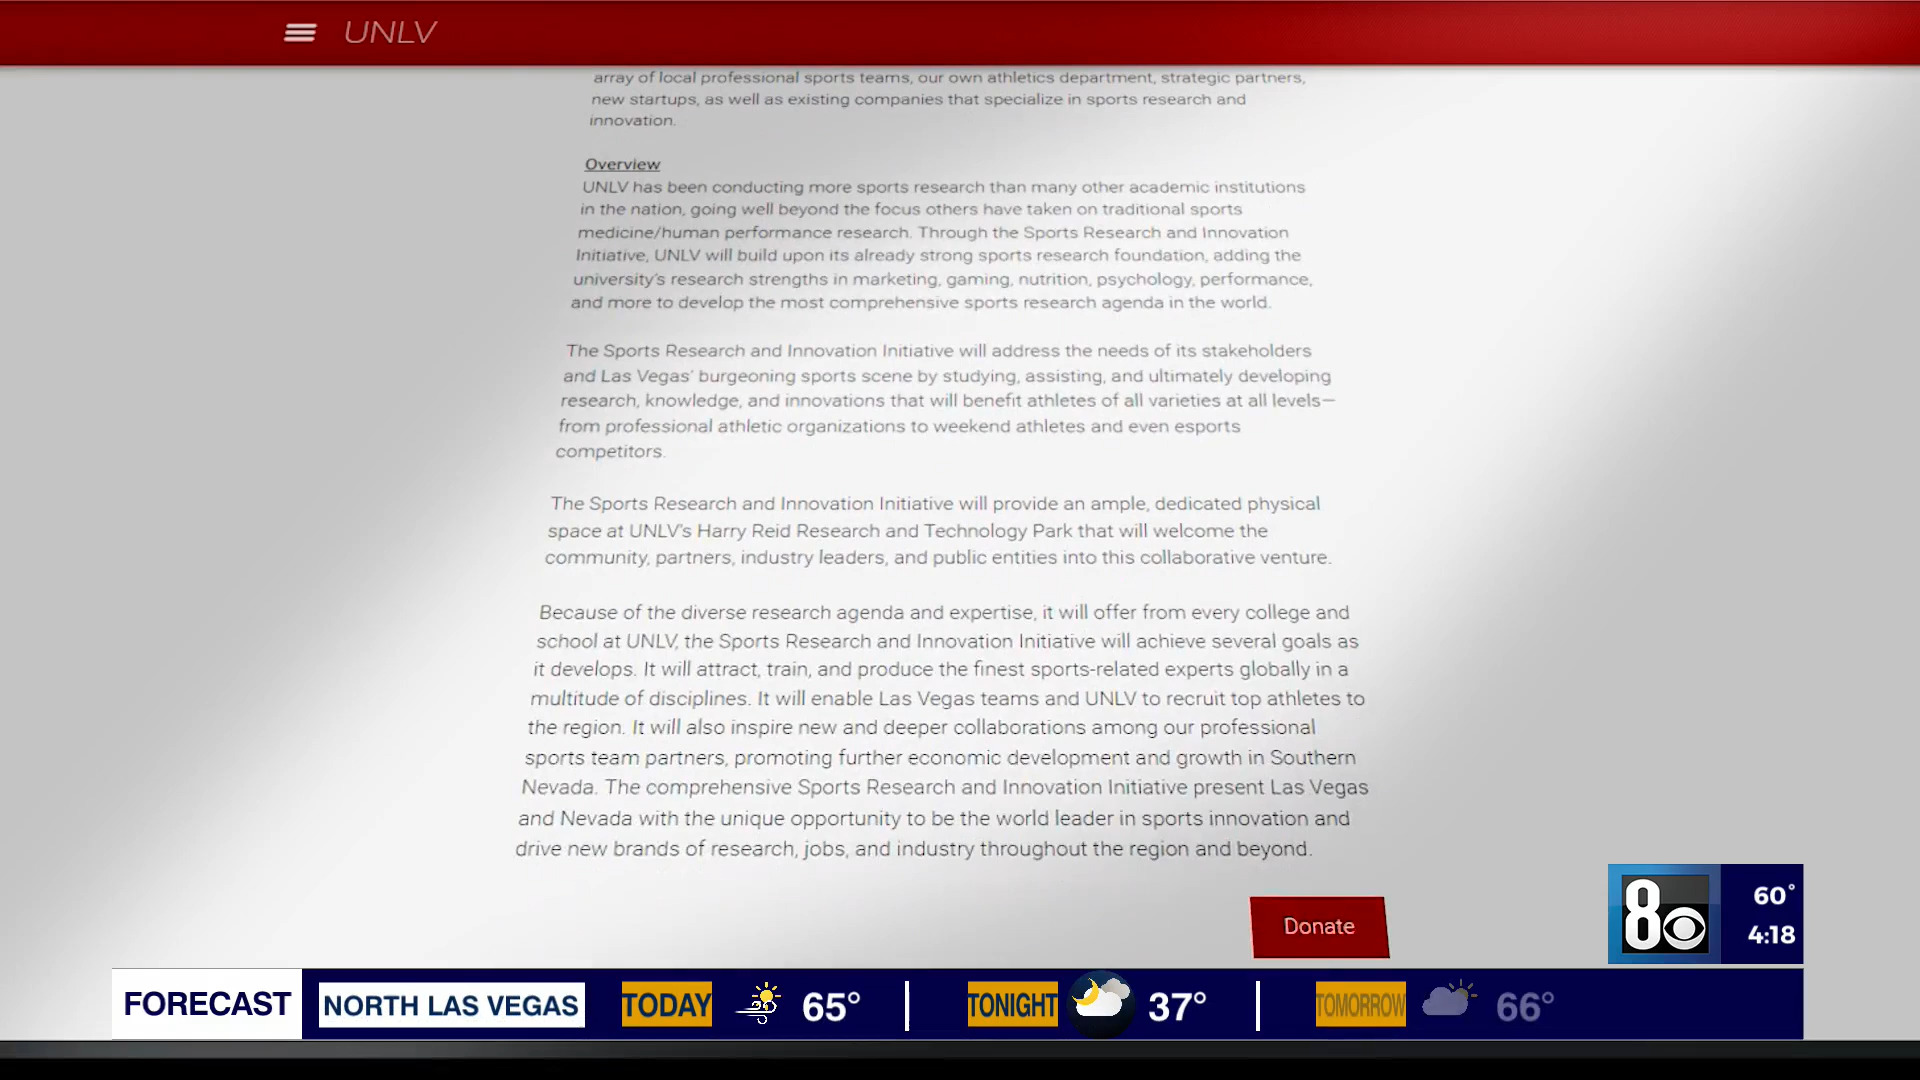 UNLV
array of local professional sports teams, our own athletics department, strategic partners,
new startups, as well as existing companies that specialize in sports research and
innovation.
Overview
UNLV has been conducting more sports research than many other academic institutions
in the nation, going well beyond the focus others have taken on traditional sports
medicine/human performance research. Through the Sports Research and Innovation
Initiative, UNLV will build upon its already strong sports research foundation, adding the
university's research strengths in marketing, gaming, nutrition, psychology, performance,
and more to develop the most comprehensive sports research agenda in the world.
The Sports Research and Innovation Initiative will address the needs of its stakeholders
and Las Vegas' burgeoning sports scene by studying, assisting, and ultimately developing
research, knowledge, and innovations that will benefit athletes of all varieties at all levels—
from professional athletic organizations to weekend athletes and even esports
competitors.
The Sports Research and Innovation Initiative will provide an ample, dedicated physical
space at UNLV's Harry Reid Research and Technology Park that will welcome the
community, partners, industry leaders, and public entities into this collaborative venture.
Because of the diverse research agenda and expertise, it will offer from every college and
school at UNLV, the Sports Research and Innovation Initiative will achieve several goals as
it develops. It will attract, train, and produce the finest sports-related experts globally in a
multitude of disciplines. It will enable Las Vegas teams and UNLV to recruit top athletes to
the region. It will also inspire new and deeper collaborations among our professional
sports team partners, promoting further economic development and growth in Southern
Nevada. The comprehensive Sports Research and Innovation Initiative present Las Vegas
and Nevada with the unique opportunity to be the world leader in sports innovation and
drive new brands of research, jobs, and industry throughout the region and beyond.
Donate
8
60°
4:18
FORECAST NORTH LAS VEGAS TODAY 65° TONIGHT 37° TOMORROW 66°